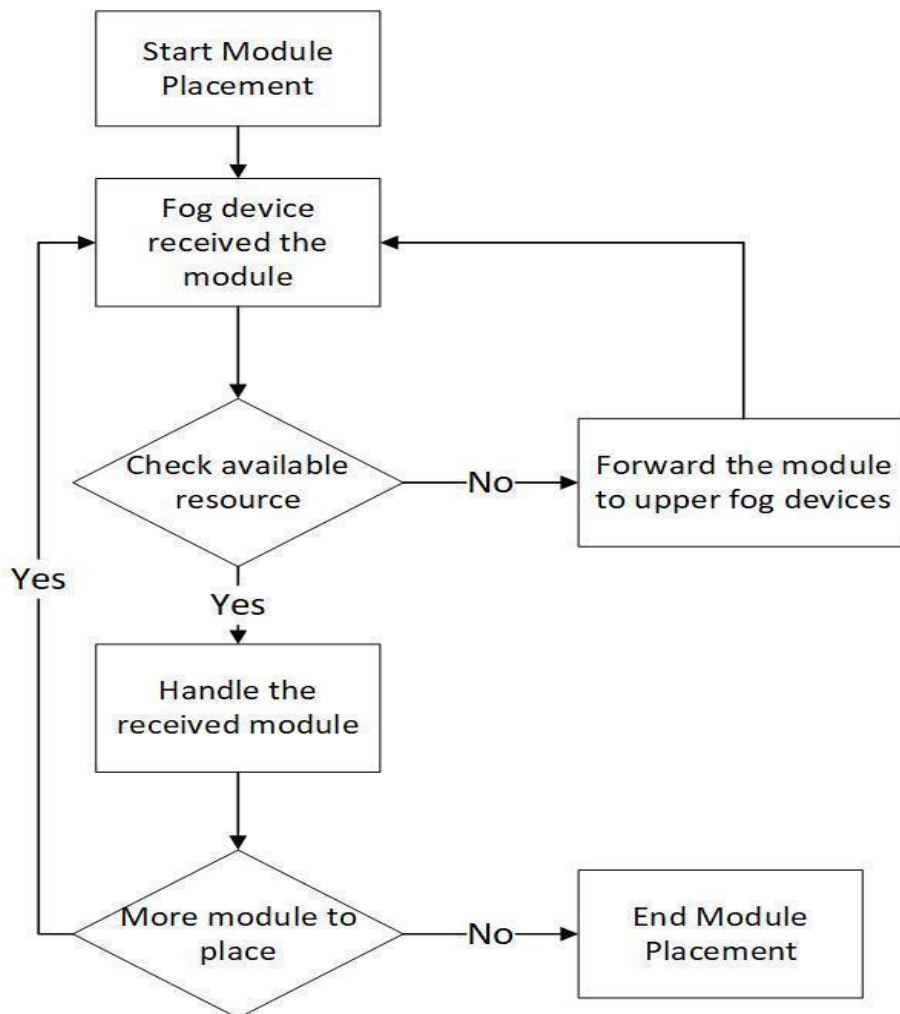 Start Module
Placement
Fog device
received the
module
Check available
resource
No
Forward the module
to upper fog devices
Yes
Yes
Handle the
received module
More module to
place
No
End Module
Placement